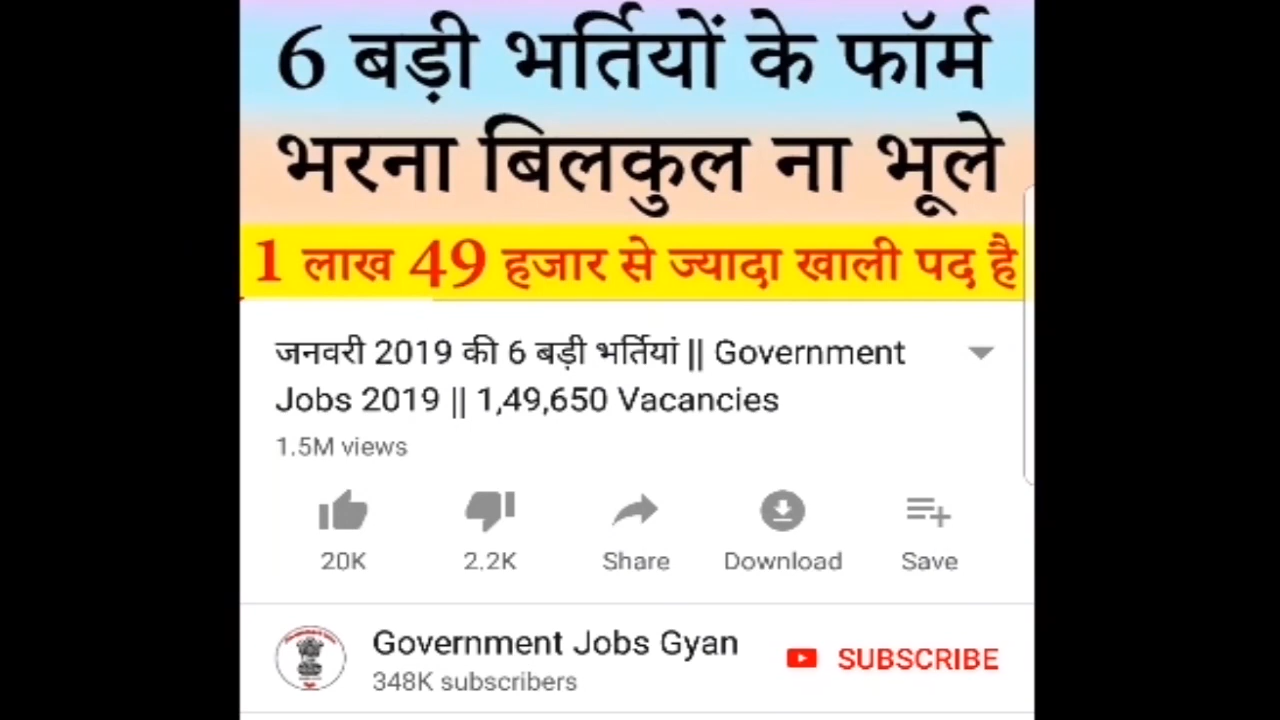 6 बड़ी भर्तियों के फॉर्म
भरना बिलकुल ना भूले
1 लाख 49 हजार से ज्यादा खाली पद है
जनवरी 2019 की 6 बड़ी भर्तियां || Government
Jobs 2019 || 1,49,650 Vacancies
1.5M views
20K 2.2K Share Download Save
Government Jobs Gyan
SUBSCRIBE
348K subscribers